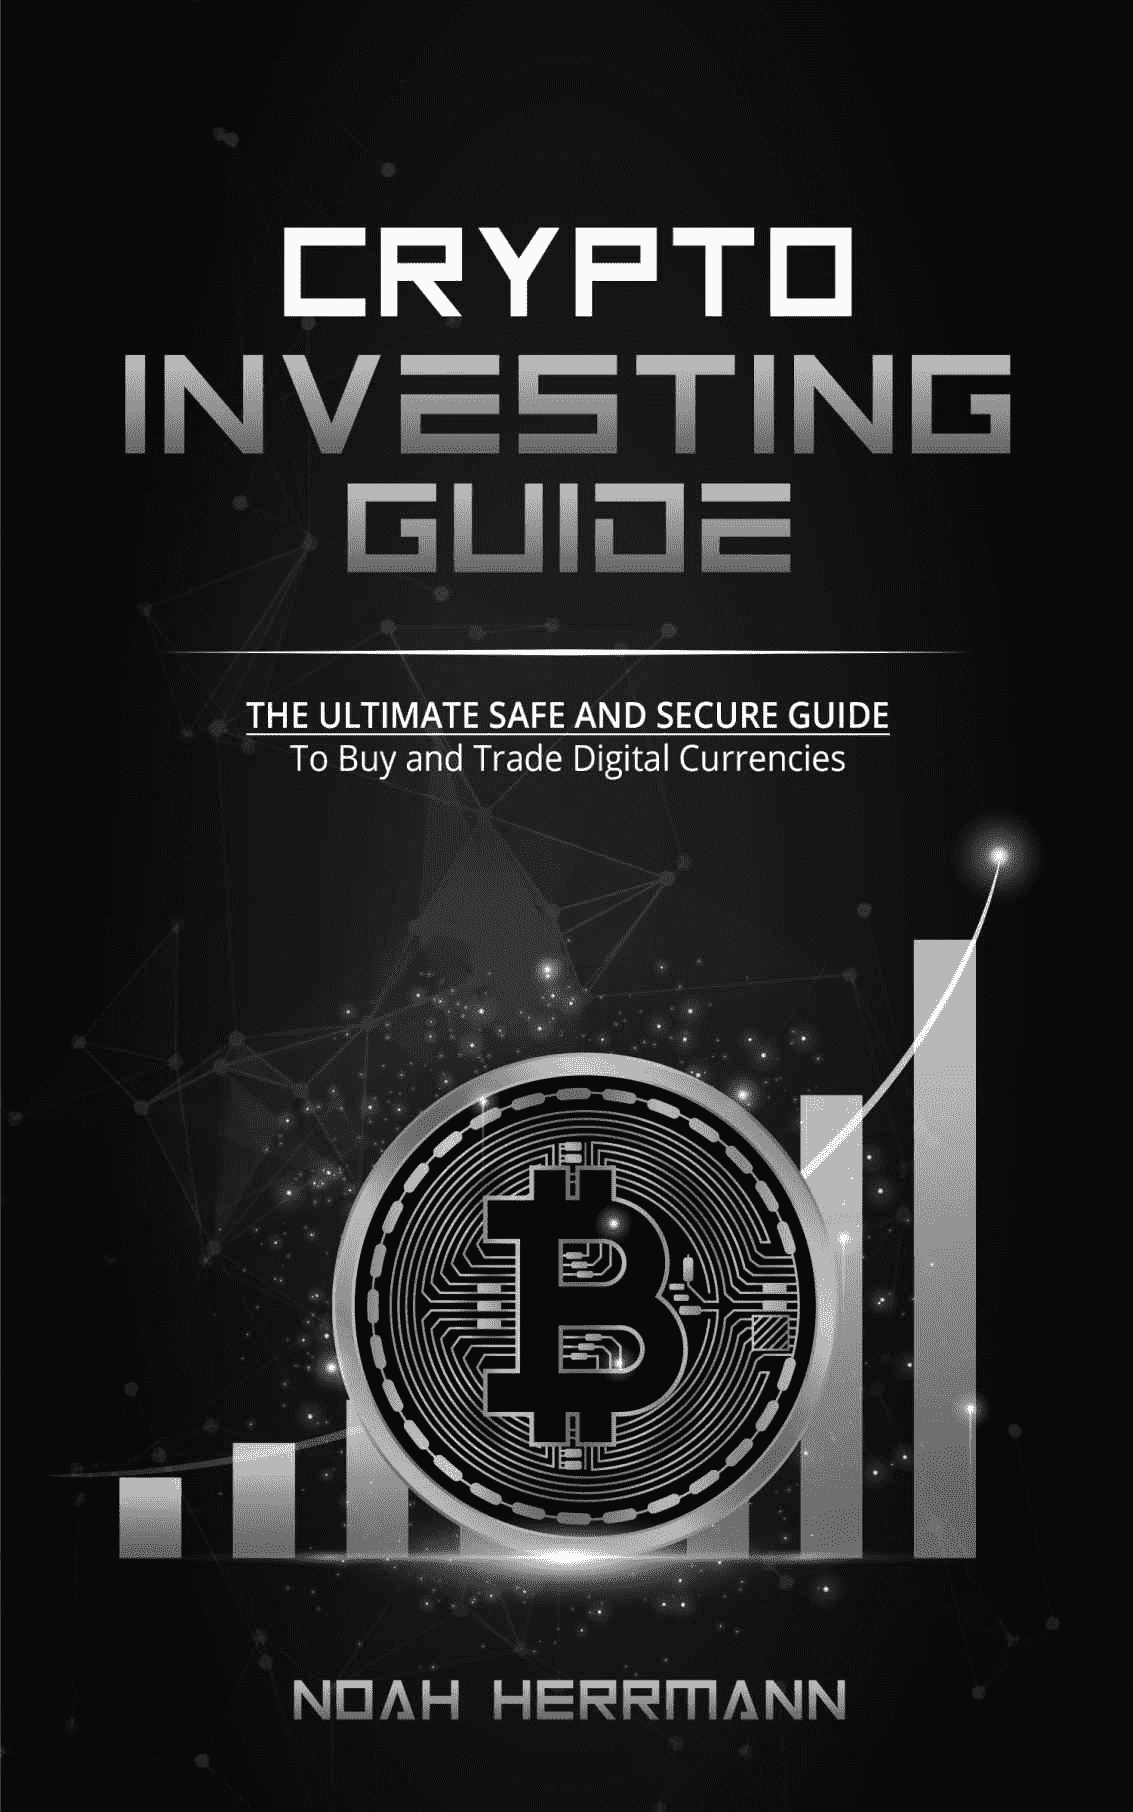 CRYPTO
INVESTING
GUIDE
THE ULTIMATE SAFE AND SECURE GUIDE
To Buy and Trade Digital Currencies
NOAH HERRMANN